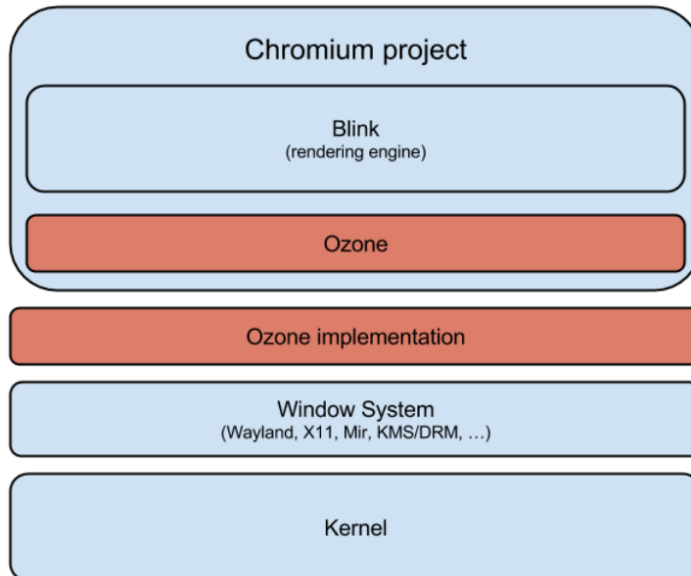 Chromium project
Blink
(rendering engine)
Ozone
Ozone implementation
Window System
(Wayland, X11, Mir, KMS/DRM, …)
Kernel